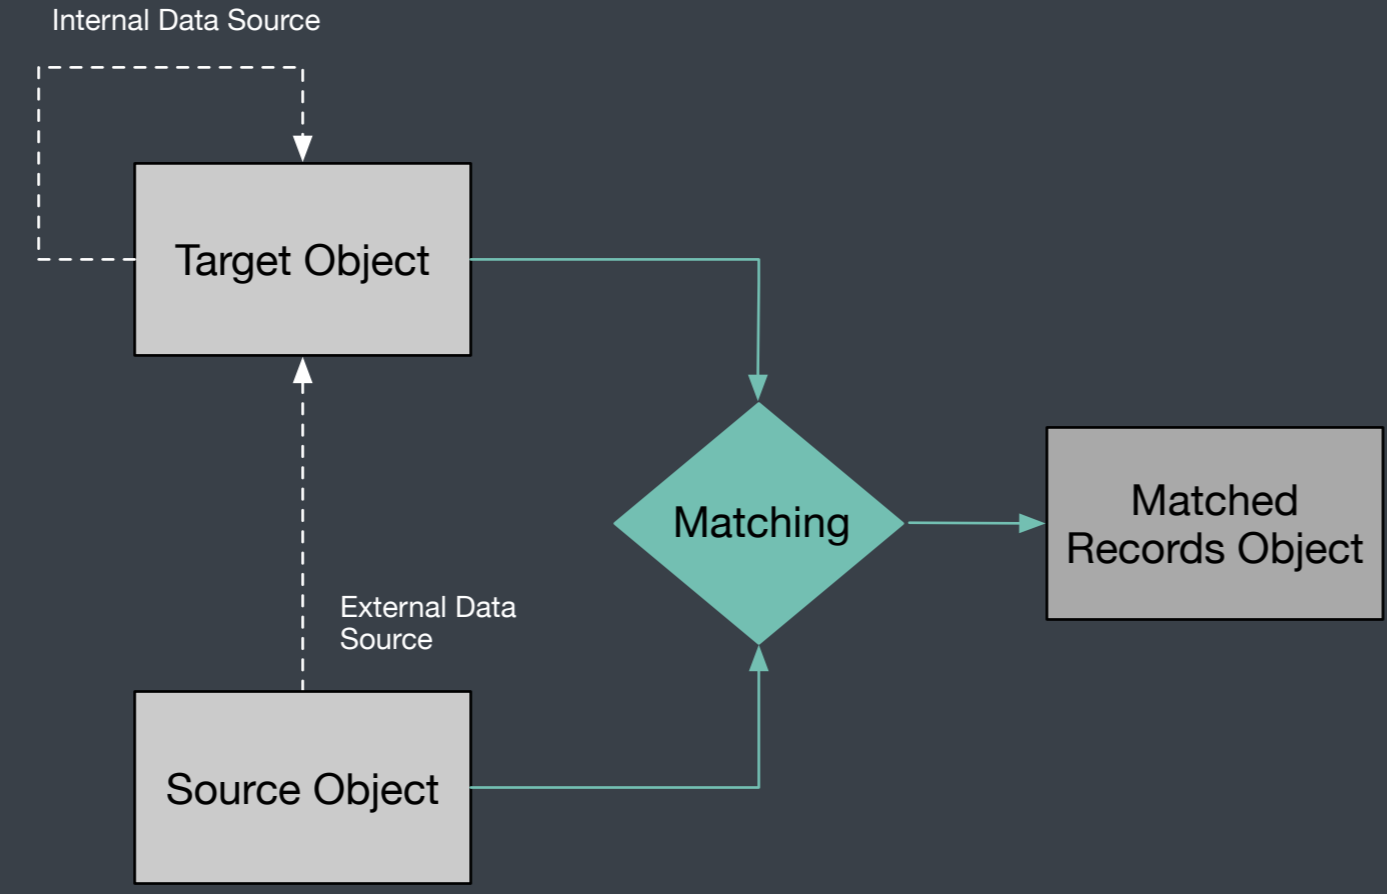 Internal Data Source
Target Object
Matching
Matched
Records Object
External Data
Source
Source Object